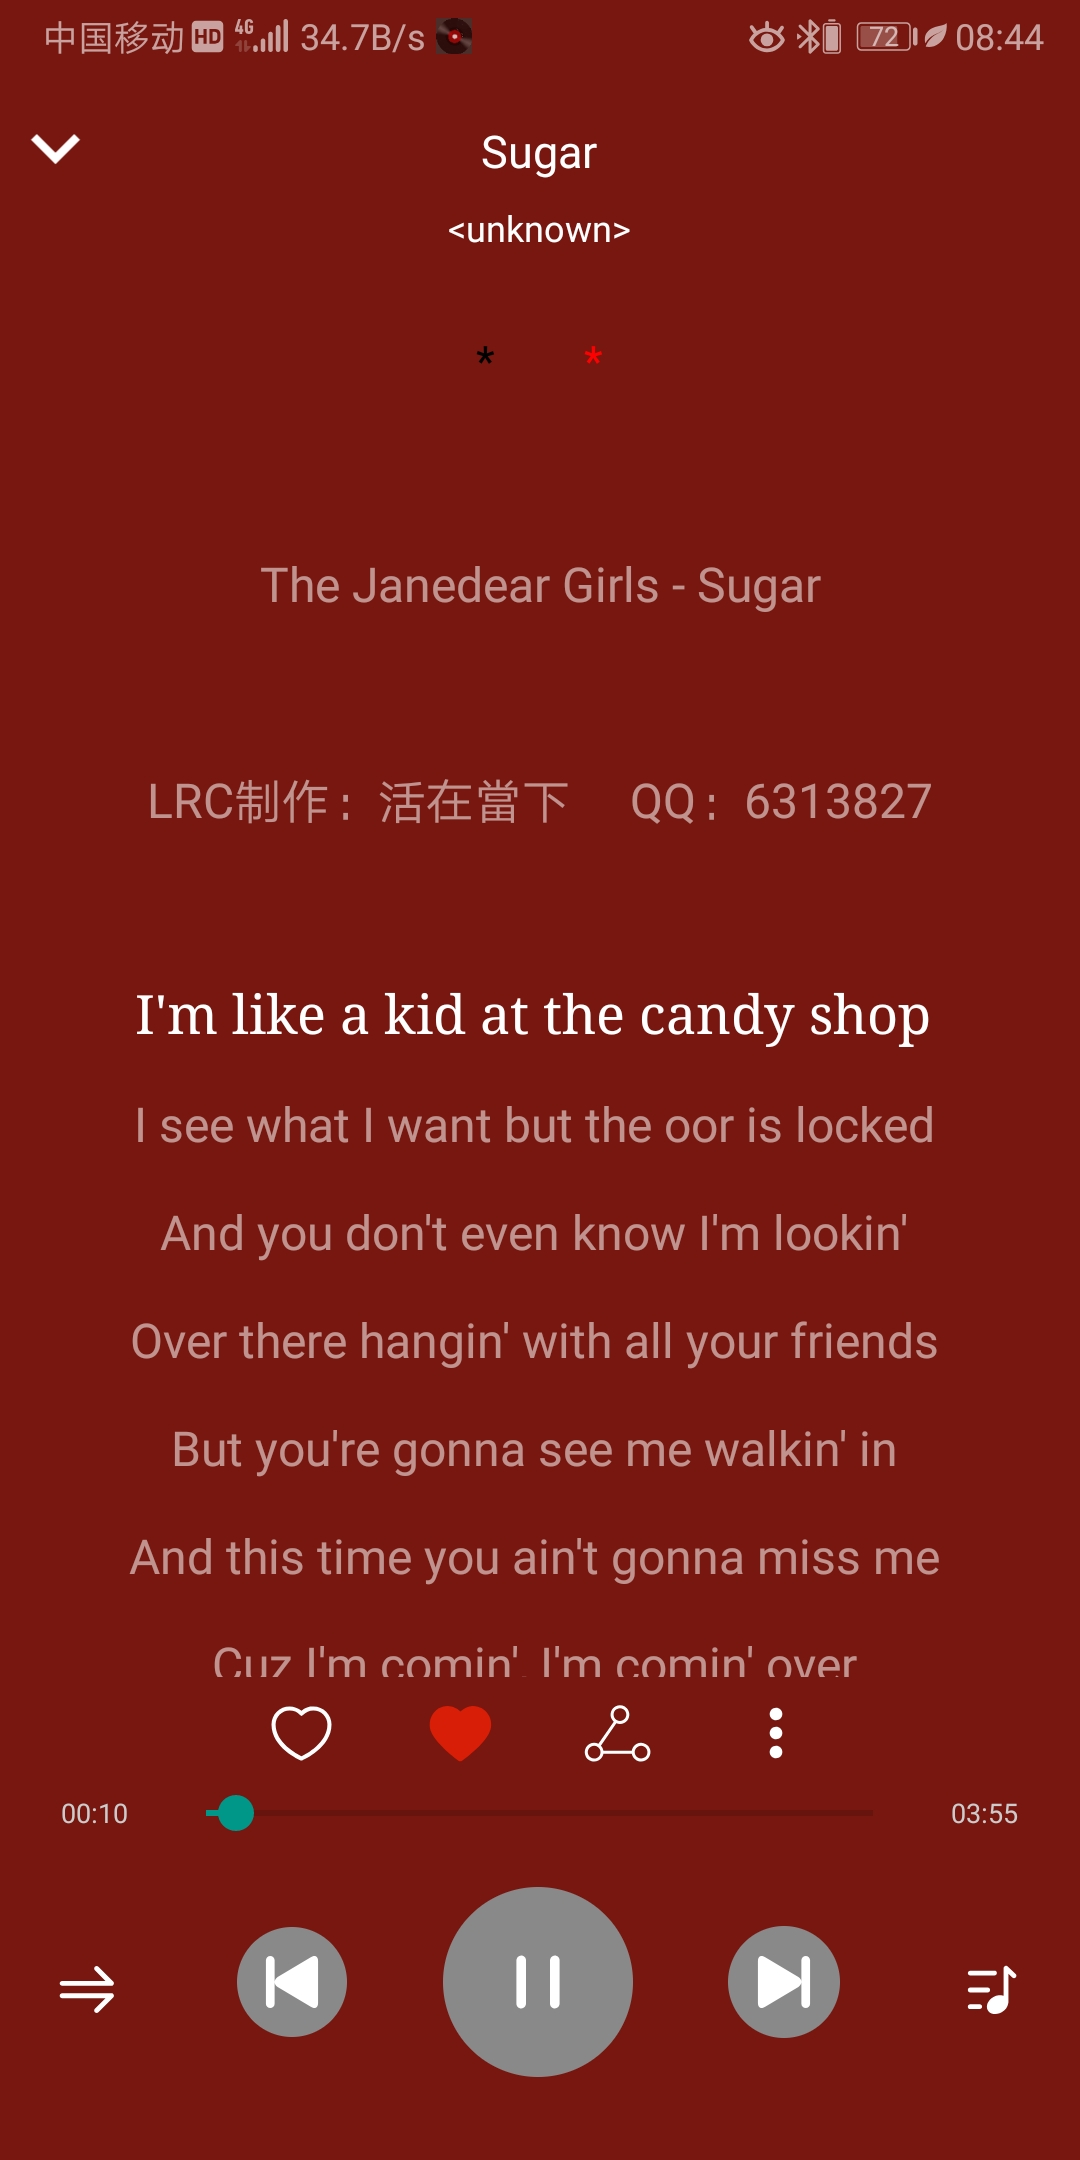 中国移动 HD 4G 34.7B/s 72 08:44
Sugar
<unknown>
* *
The Janedear Girls - Sugar
LRC制作：活在當下 QQ：6313827
I'm like a kid at the candy shop
I see what I want but the oor is locked
And you don't even know I'm lookin'
Over there hangin' with all your friends
But you're gonna see me walkin' in
And this time you ain't gonna miss me
Cuz I'm comin', I'm comin' over
00:10 03:55